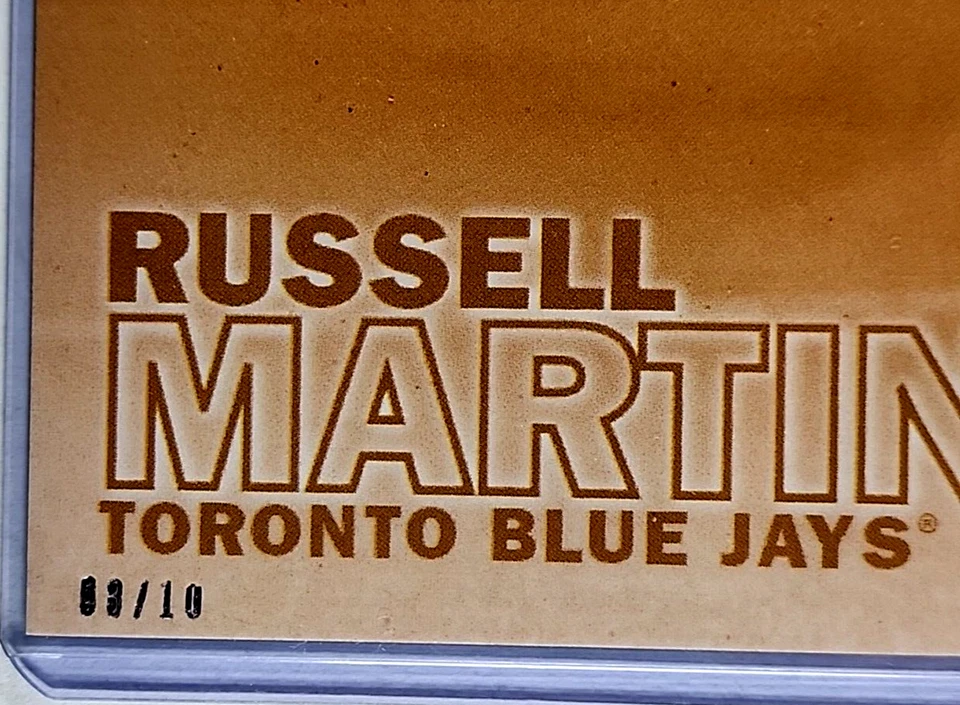 RUSSELL
MARTIN
TORONTO BLUE JAYS®
03/10